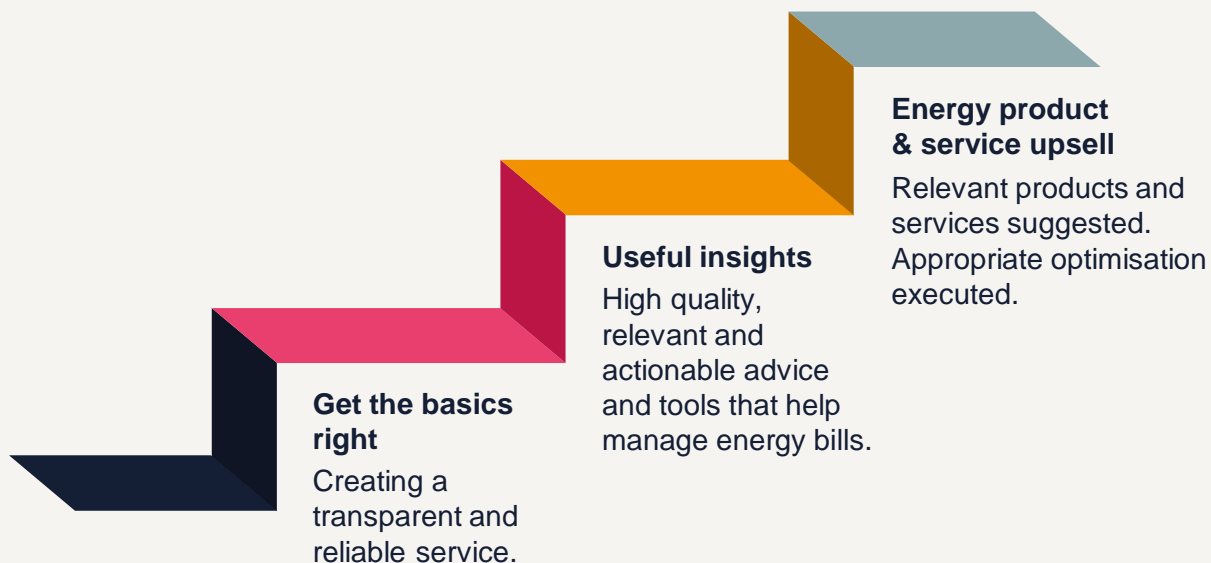 Energy product
& service upsell
Relevant products and
services suggested.
Appropriate optimisation
executed.
Useful insights
High quality,
relevant and
actionable advice
and tools that help
manage energy bills.
Get the basics
right
Creating a
transparent and
reliable service.